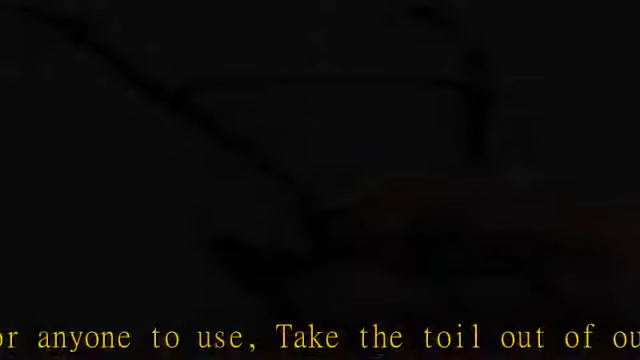 or anyone to use, Take the toil out of ou